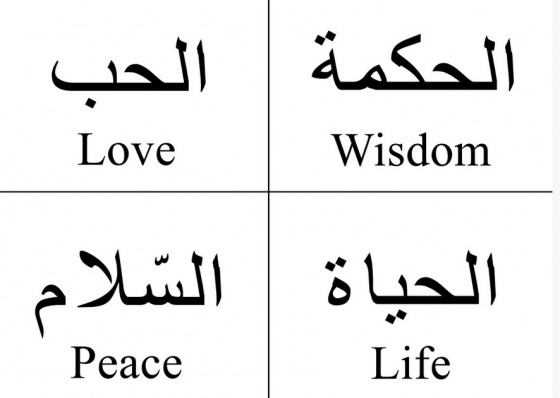 الحب
Love
الحكمة
Wisdom
السّلام
Peace
الحياة
Life